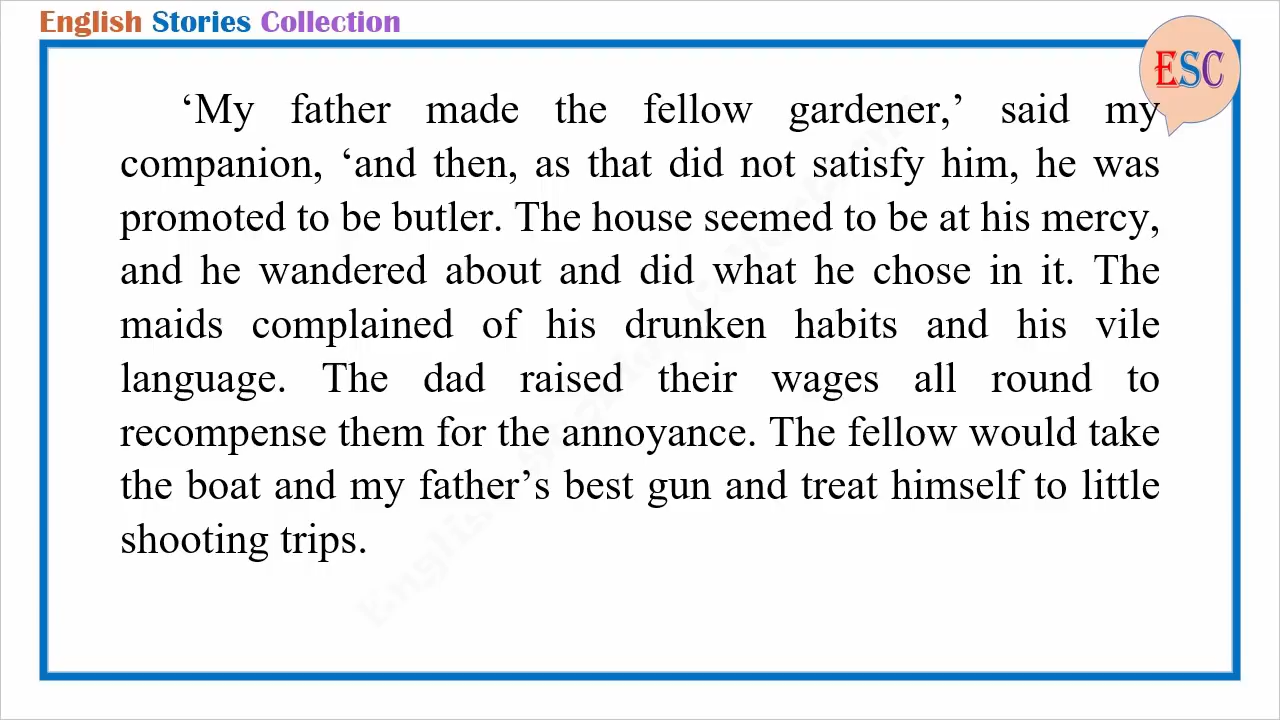 English Stories Collection
ESC
‘My father made the fellow gardener,’ said my
companion, ‘and then, as that did not satisfy him, he was
promoted to be butler. The house seemed to be at his mercy,
and he wandered about and did what he chose in it. The
maids complained of his drunken habits and his vile
language. The dad raised their wages all round to
recompense them for the annoyance. The fellow would take
the boat and my father’s best gun and treat himself to little
shooting trips.